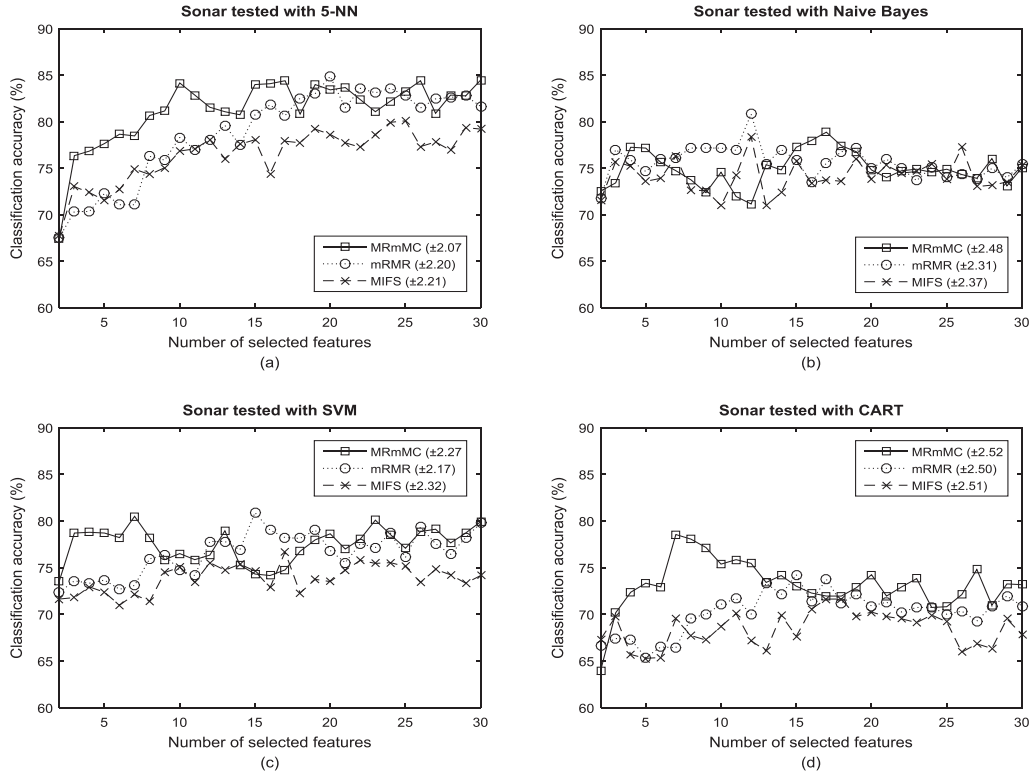 Sonar tested with 5-NN
90
85
80
75
70
65
60
Classification accuracy (%)
MRmMC (±2.07
mRMR (±2.20)
MIFS (±2.21)
5
10
15
20
25
30
Number of selected features
(a)
Sonar tested with Naive Bayes
90
85
80
75
70
65
60
Classification accuracy (%)
MRmMC (±2.48
mRMR (±2.31)
MIFS (±2.37)
5
10
15
20
25
30
Number of selected features
(b)
Sonar tested with SVM
90
85
80
75
70
65
60
Classification accuracy (%)
MRmMC (±2.27
mRMR (±2.17)
MIFS (±2.32)
5
10
15
20
25
30
Number of selected features
(c)
Sonar tested with CART
90
85
80
75
70
65
60
Classification accuracy (%)
MRmMC (±2.52
mRMR (±2.50)
MIFS (±2.51)
5
10
15
20
25
30
Number of selected features
(d)